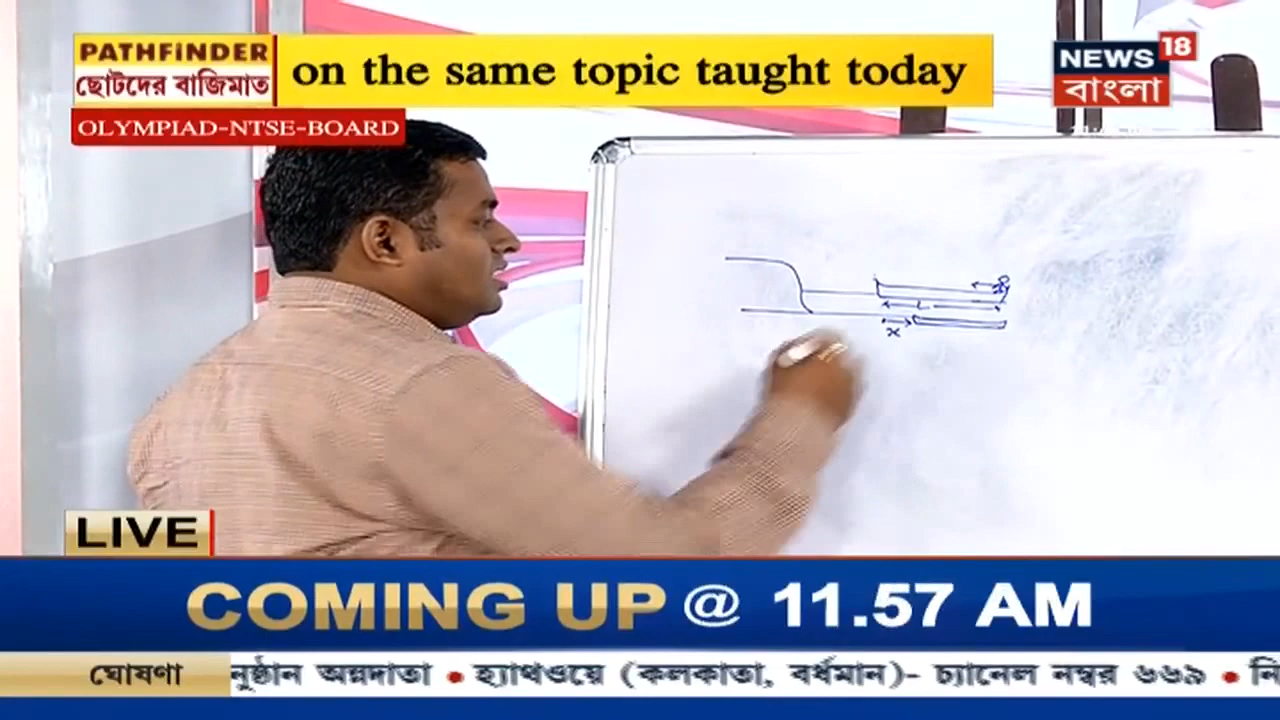 PATHFINDER
ছোটদের বাজিমাত
on the same topic taught today
OLYMPIAD-NTSE-BOARD
NEWS 18
বাংলা
L
x
LIVE
COMING UP @ 11.57 AM
ঘোষণা
নুষ্ঠান অন্নদাতা • হ্যাথওয়ে (কলকাতা, বর্ধমান)- চ্যানেল নম্বর ৬৬৯ • নি